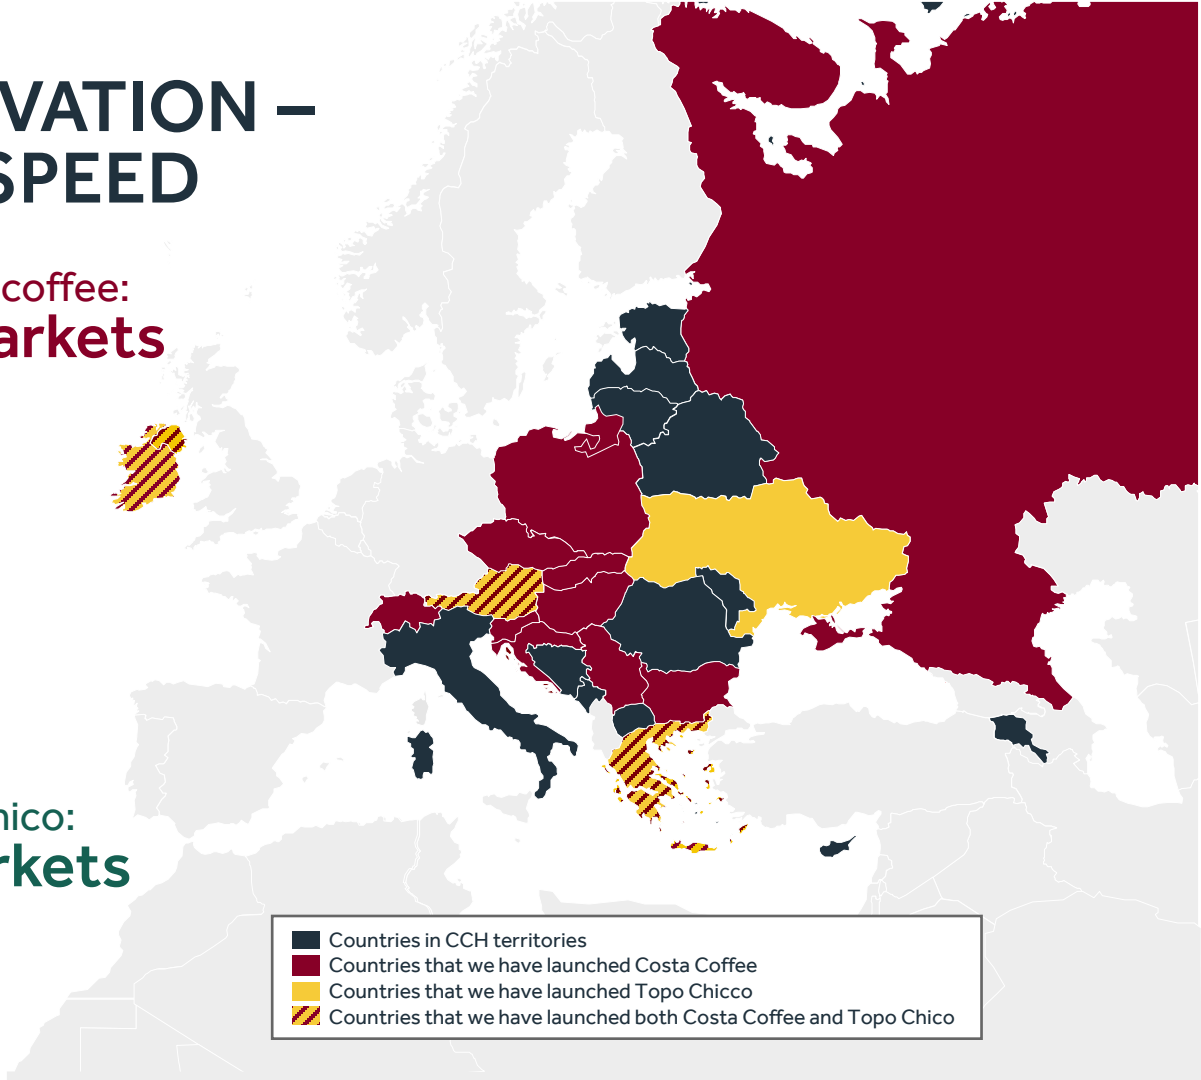 VATION –
SPEED
coffee:
arkets
nico:
rkets
Countries in CCH territories
Countries that we have launched Costa Coffee
Countries that we have launched Topo Chicco
Countries that we have launched both Costa Coffee and Topo Chico